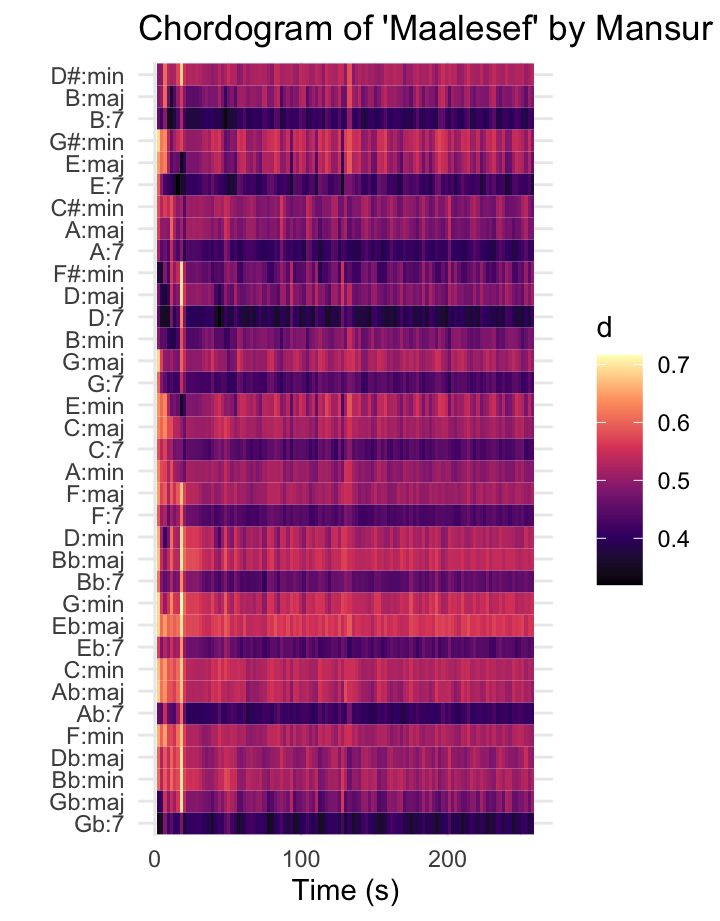 Chordogram of 'Maalesef' by Mansur
D#:min
B:maj
B:7
G#:min
E:maj
E:7
C#:min
A:maj
A:7
F#:min
D:maj
D:7
B:min
G:maj
G:7
E:min
C:maj
C:7
A:min
F:maj
F:7
D:min
Bb:maj
Bb:7
G:min
Eb:maj
Eb:7
C:min
Ab:maj
Ab:7
F:min
Db:maj
Bb:min
Gb:maj
Gb:7
0 100 200
Time (s)
d
0.7
0.6
0.5
0.4